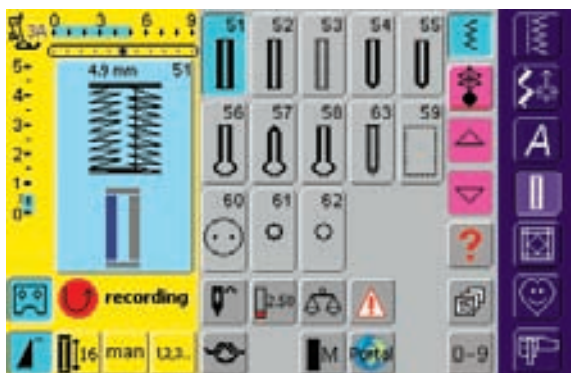 3A 0 3 6 9
51 52 53 54 55
5 4.9 mm 51
4
3
2
1
0
56 57 58 63 59
60 61 62
?
A
recording
2.50
16 man 1,2,3..
M Portal 0-9